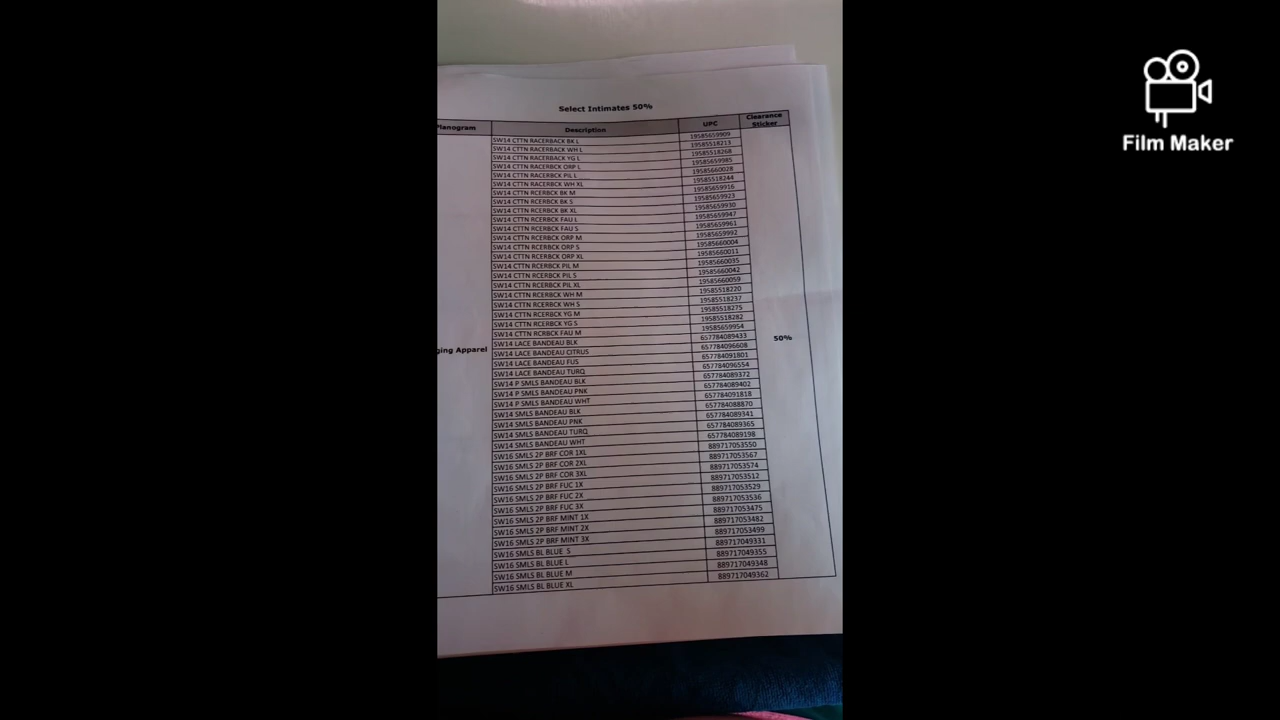 Select Intimates 50%
Planogram Description UPC Clearance Sticker
SW14 CTTN RACERBACK BK L 19585659909
SW14 CTTN RACERBACK WH L 19585518213
SW14 CTTN RACERBACK YG L 19585518268
SW14 CTTN RACERBCK ORP L 19585659985
SW14 CTTN RACERBCK PIL L 19585660028
SW14 CTTN RACERBCK WH XL 19585518244
SW14 CTTN RCERBCK BK M 19585659916
SW14 CTTN RCERBCK BK S 19585659923
SW14 CTTN RCERBCK BK XL 19585659930
SW14 CTTN RCERBCK FAU L 19585659947
SW14 CTTN RCERBCK FAU S 19585659961
SW14 CTTN RCERBCK ORP M 19585659992
SW14 CTTN RCERBCK ORP S 19585660004
SW14 CTTN RCERBCK ORP XL 19585660011
SW14 CTTN RCERBCK PIL M 19585660035
SW14 CTTN RCERBCK PIL S 19585660042
SW14 CTTN RCERBCK PIL XL 19585660059
SW14 CTTN RCERBCK WH M 19585518220
SW14 CTTN RCERBCK WH S 19585518237
SW14 CTTN RCERBCK YG M 19585518275
SW14 CTTN RCERBCK YG S 19585518282
SW14 CTTN RCRBCK FAU M 19585659954
SW14 LACE BANDEAU BLK 657784089433
ging Apparel SW14 LACE BANDEAU CITRUS 657784096608 50%
SW14 LACE BANDEAU FUS 657784091801
SW14 LACE BANDEAU TURQ 657784096554
SW14 P SMLS BANDEAU BLK 657784089372
SW14 P SMLS BANDEAU PNK 657784089402
SW14 P SMLS BANDEAU WHT 657784091818
SW14 SMLS BANDEAU BLK 657784088870
SW14 SMLS BANDEAU PNK 657784089341
SW14 SMLS BANDEAU TURQ 657784089365
SW14 SMLS BANDEAU WHT 657784089198
SW16 SMLS 2P BRF COR 1XL 889717053550
SW16 SMLS 2P BRF COR 2XL 889717053567
SW16 SMLS 2P BRF COR 3XL 889717053574
SW16 SMLS 2P BRF FUC 1X 889717053512
SW16 SMLS 2P BRF FUC 2X 889717053529
SW16 SMLS 2P BRF FUC 3X 889717053536
SW16 SMLS 2P BRF MINT 1X 889717053475
SW16 SMLS 2P BRF MINT 2X 889717053482
SW16 SMLS 2P BRF MINT 3X 889717053499
SW16 SMLS BL BLUE S 889717049331
SW16 SMLS BL BLUE L 889717049355
SW16 SMLS BL BLUE M 889717049348
SW16 SMLS BL BLUE XL 889717049362
Film Maker